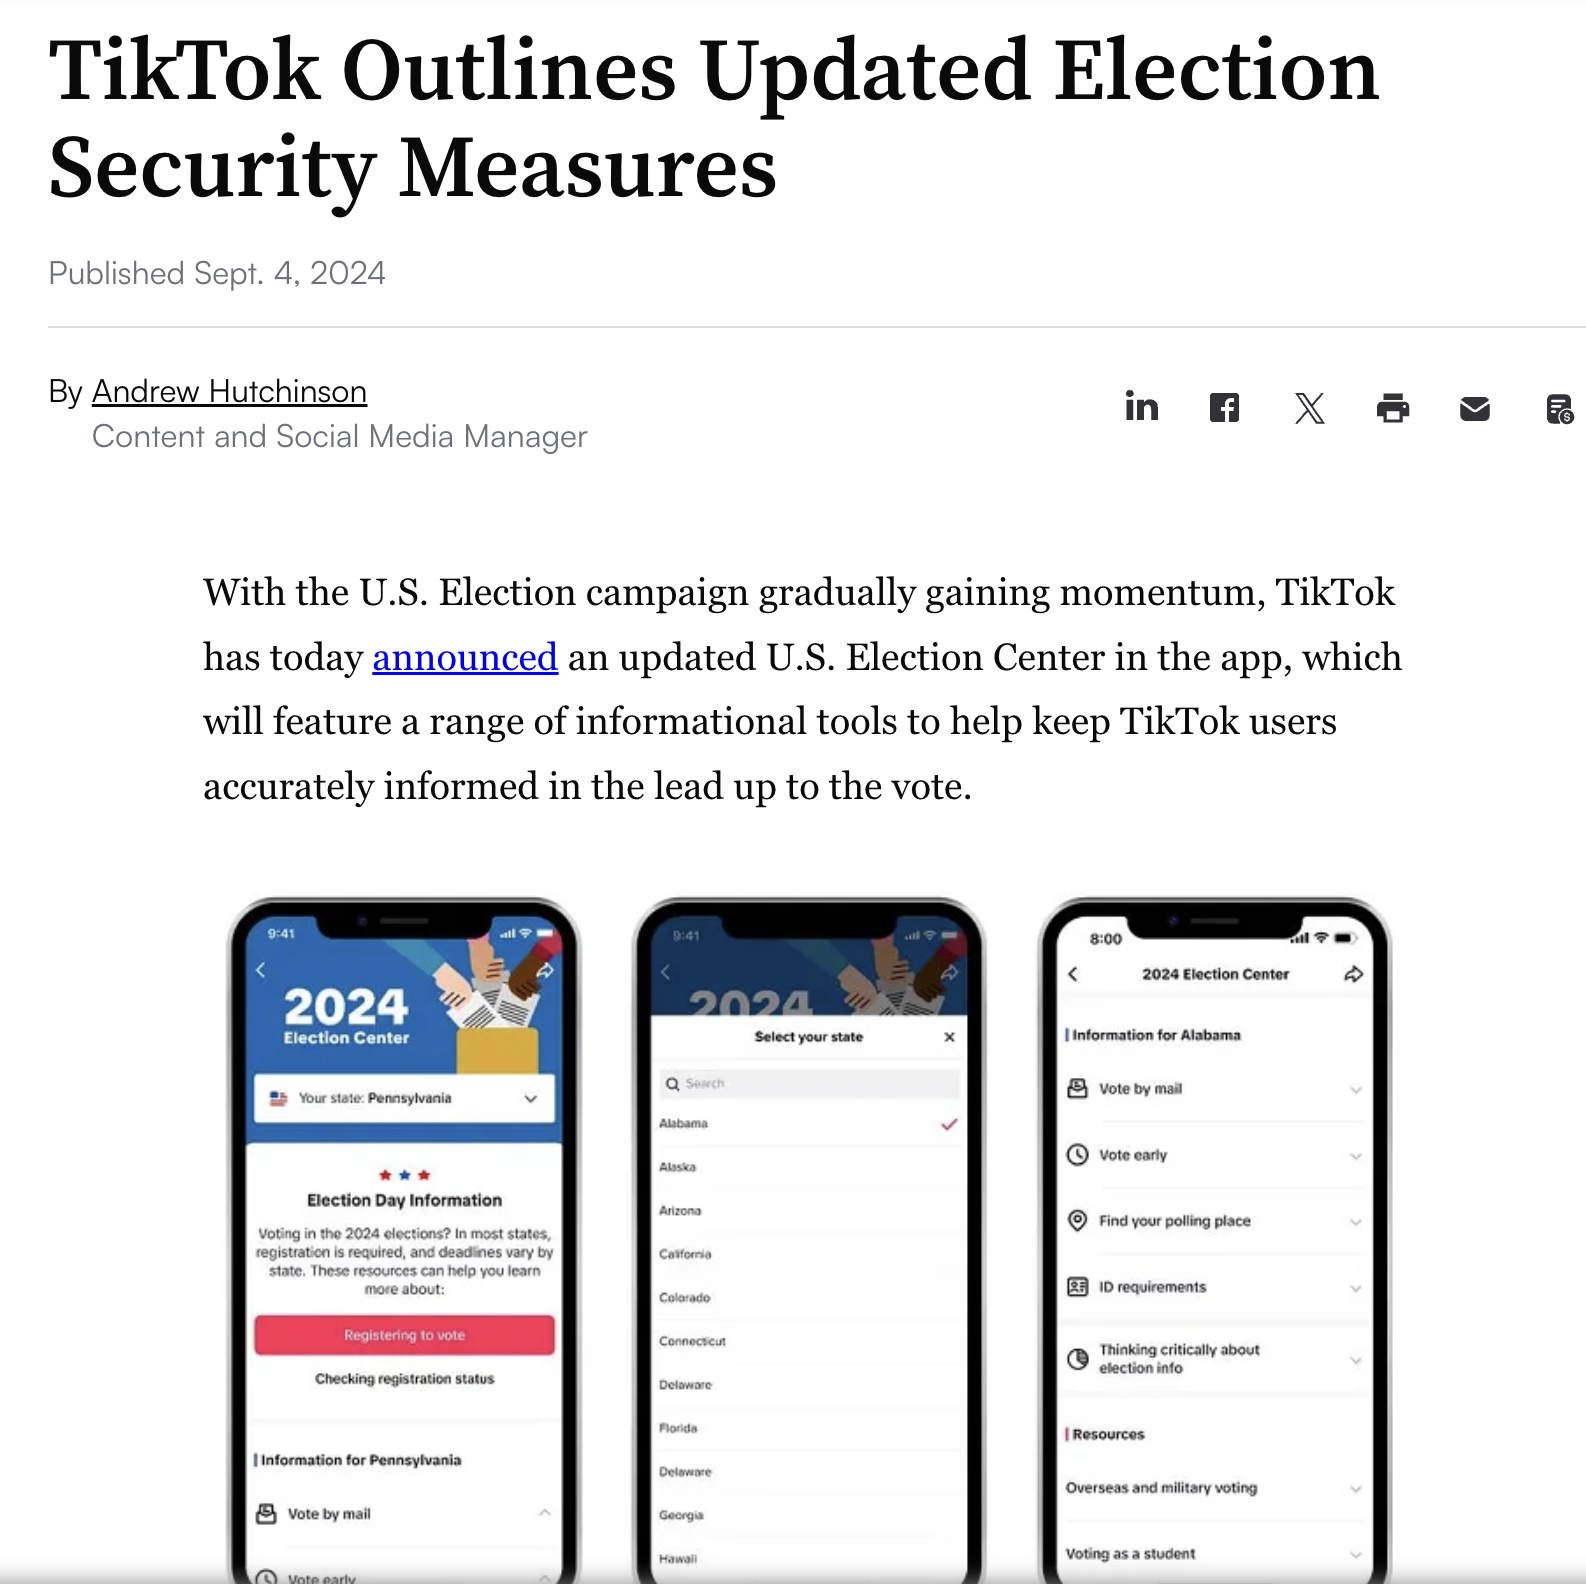 TikTok Outlines Updated Election
Security Measures
Published Sept. 4, 2024
By Andrew Hutchinson
Content and Social Media Manager
With the U.S. Election campaign gradually gaining momentum, TikTok
has today announced an updated U.S. Election Center in the app, which
will feature a range of informational tools to help keep TikTok users
accurately informed in the lead up to the vote.
9:41
2024
Election Center
Your state: Pennsylvania
Election Day Information
Voting in the 2024 elections? In most states,
registration is required, and deadlines vary by
state. These resources can help you learn
more about:
Registering to vote
Checking registration status
Information for Pennsylvania
Vote by mail
Vote early
9:41
2024
Select your state
Search
Alabama
Alaska
Arizona
California
Colorado
Connecticut
Delaware
Florida
Delaware
Georgia
Hawaii
8:00
2024 Election Center
Information for Alabama
Vote by mail
Vote early
Find your polling place
ID requirements
Thinking critically about
election info
Resources
Overseas and military voting
Voting as a student